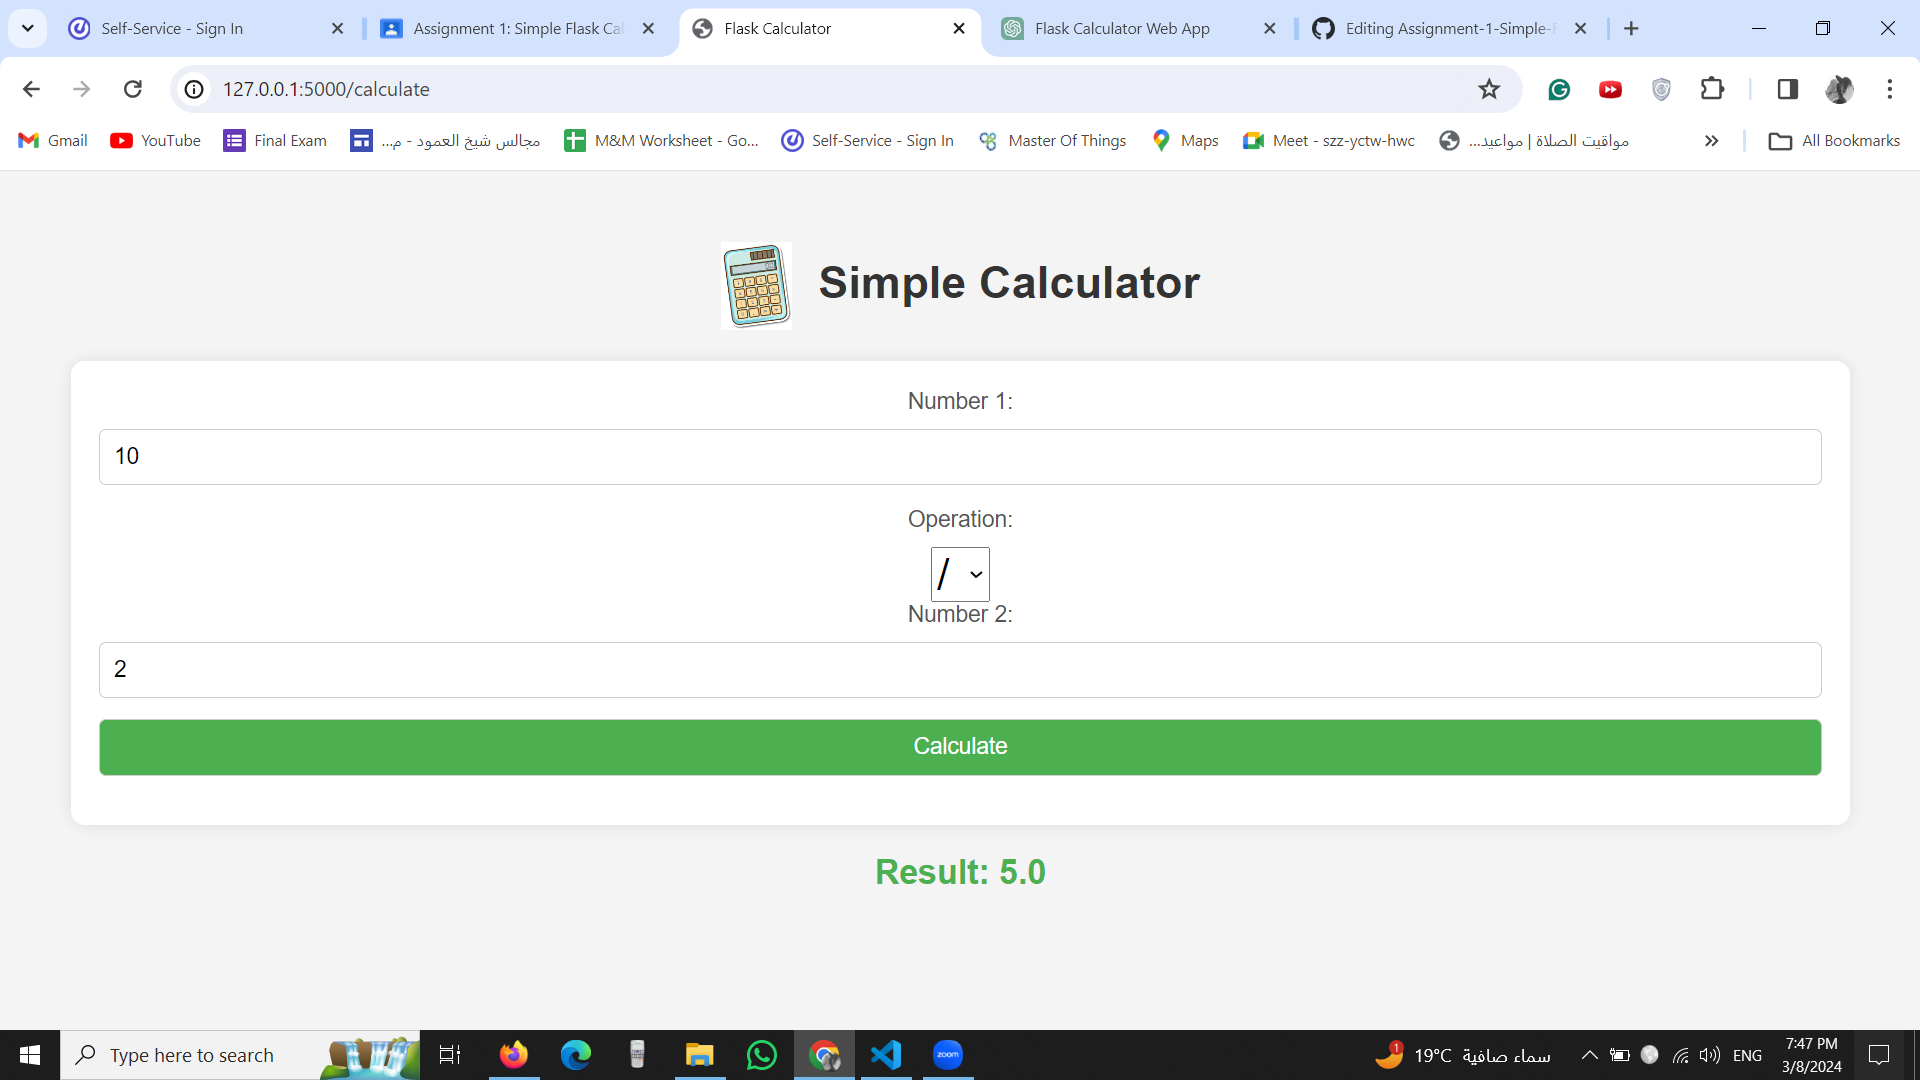 Self-Service - Sign In
Assignment 1: Simple Flask Cal
Flask Calculator
Flask Calculator Web App
Editing Assignment-1-Simple-F
127.0.0.1:5000/calculate
Gmail
YouTube
Final Exam
مجالس شيخ العمود - م...
M&M Worksheet - Go...
Self-Service - Sign In
Master Of Things
Maps
Meet - szz-yctw-hwc
مواقيت الصلاة | مواعيد...
All Bookmarks
Simple Calculator
Number 1:
10
Operation:
/
Number 2:
2
Calculate
Result: 5.0
Type here to search
zoom
1
19°C سماء صافية
ENG
7:47 PM
3/8/2024